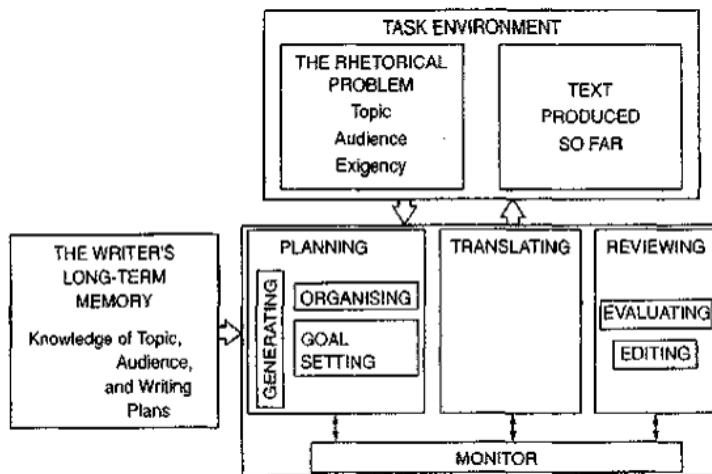 TASK ENVIRONMENT
THE RHETORICAL
PROBLEM
Topic
Audience
Exigency
TEXT
PRODUCED
SO FAR
THE WRITER'S
LONG-TERM
MEMORY
Knowledge of Topic,
Audience,
and Writing
Plans
PLANNING
GENERATING
ORGANISING
GOAL
SETTING
TRANSLATING
REVIEWING
EVALUATING
EDITING
MONITOR